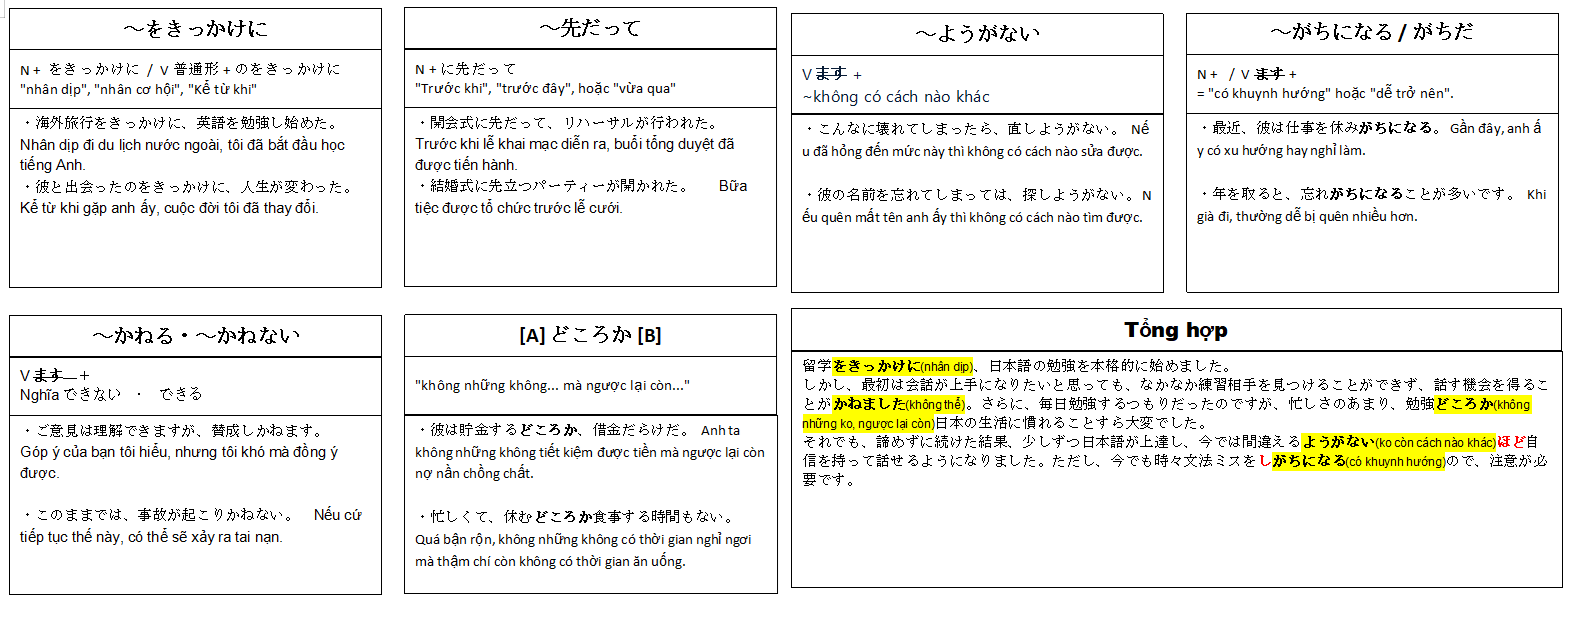 ～をきっかけに
N + をきっかけに / V 普通形 + のをきっかけに
"nhân dịp", "nhân cơ hội", "Kể từ khi"
・海外旅行をきっかけに、英語を勉強し始めた。
Nhân dịp đi du lịch nước ngoài, tôi đã bắt đầu học
tiếng Anh.
・彼と出会ったのをきっかけに、人生が変わった。
Kể từ khi gặp anh ấy, cuộc đời tôi đã thay đổi.
～先だって
N + に先だって
"Trước khi", "trước đây", hoặc "vừa qua"
・開会式に先だって、リハーサルが行われた。
Trước khi lễ khai mạc diễn ra, buổi tổng duyệt đã
được tiến hành.
・結婚式に先立つパーティーが開かれた。 Bữa
tiệc được tổ chức trước lễ cưới.
～ようがない
V ます +
~không có cách nào khác
・こんなに壊れてしまったら、直しようがない。 Nế
u đã hỏng đến mức này thì không có cách nào sửa được.
・彼の名前を忘れてしまっては、探しようがない。N
ếu quên mất tên anh ấy thì không có cách nào tìm được.
～がちになる / がちだ
N + / V ます +
= "có khuynh hướng" hoặc "dễ trở nên".
・最近、彼は仕事を休みがちになる。 Gần đây, anh ấ
y có xu hướng hay nghỉ làm.
・年を取ると、忘れがちになることが多いです。 Khi
già đi, thường dễ bị quên nhiều hơn.
～かねる・～かねない
V ます +
Nghĩa できない ・ できる
・ご意見は理解できますが、賛成しかねます。
Góp ý của bạn tôi hiểu, nhưng tôi khó mà đồng ý
được.
・このままでは、事故が起こりかねない。 Nếu cứ
tiếp tục thế này, có thể sẽ xảy ra tai nạn.
[A] どころか [B]
"không những không... mà ngược lại còn..."
・彼は貯金するどころか、借金だらけだ。 Anh ta
không những không tiết kiệm được tiền mà ngược lại còn
nợ nần chồng chất.
・忙しくて、休むどころか食事する時間もない。
Quá bận rộn, không những không có thời gian nghỉ ngơi
mà thậm chí còn không có thời gian ăn uống.
Tổng hợp
留学をきっかけに(nhân dịp)、日本語の勉強を本格的に始めました。
しかし、最初は会話が上手になりたいと思っても、なかなか練習相手を見つけることができず、話す機会を得るこ
とがかねました(không thể)。さらに、毎日勉強するつもりだったのですが、忙しさのあまり、勉強どころか(không
những ko, ngược lại còn)日本の生活に慣れることすら大変でした。
それでも、諦めずに続けた結果、少しずつ日本語が上達し、今では間違えるようがない(ko còn cách nào khác)ほど自
信を持って話せるようになりました。ただし、今でも時々文法ミスをしがちになる(có khuynh hướng)ので、注意が必
要です。